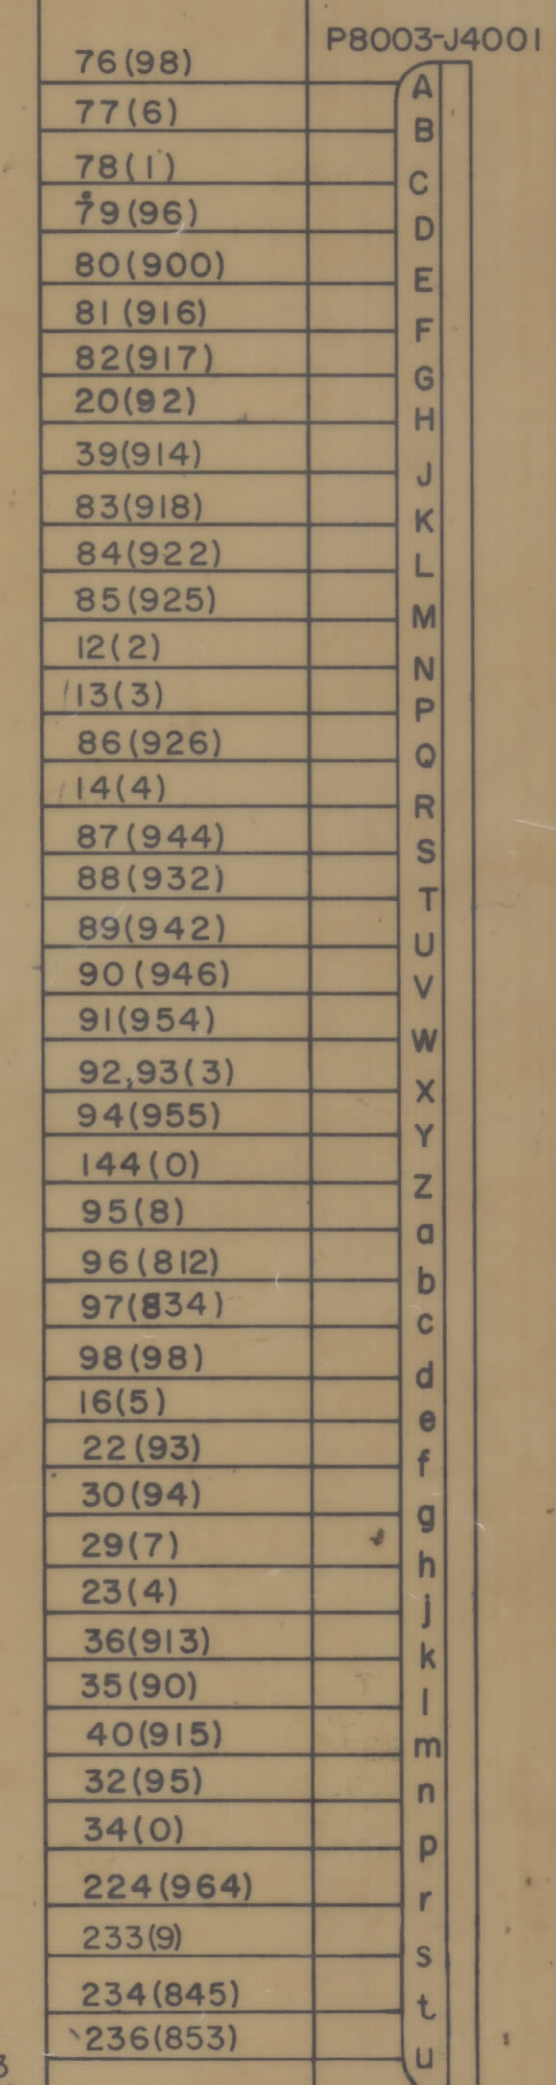 P8003-J4001
76(98) A
77(6) B
78(1) C
79(96) D
80(900) E
81(916) F
82(917) G
20(92) H
39(914) J
83(918) K
84(922) L
85(925) M
12(2) N
13(3) P
86(926) Q
14(4) R
87(944) S
88(932) T
89(942) U
90(946) V
91(954) W
92,93(3) X
94(955) Y
144(0) Z
95(8) a
96(812) b
97(834) c
98(98) d
16(5) e
22(93) f
30(94) g
29(7) h
23(4) j
36(913) k
35(90) l
40(915) m
32(95) n
34(0) p
224(964) r
233(9) s
234(845) t
236(853) u
3